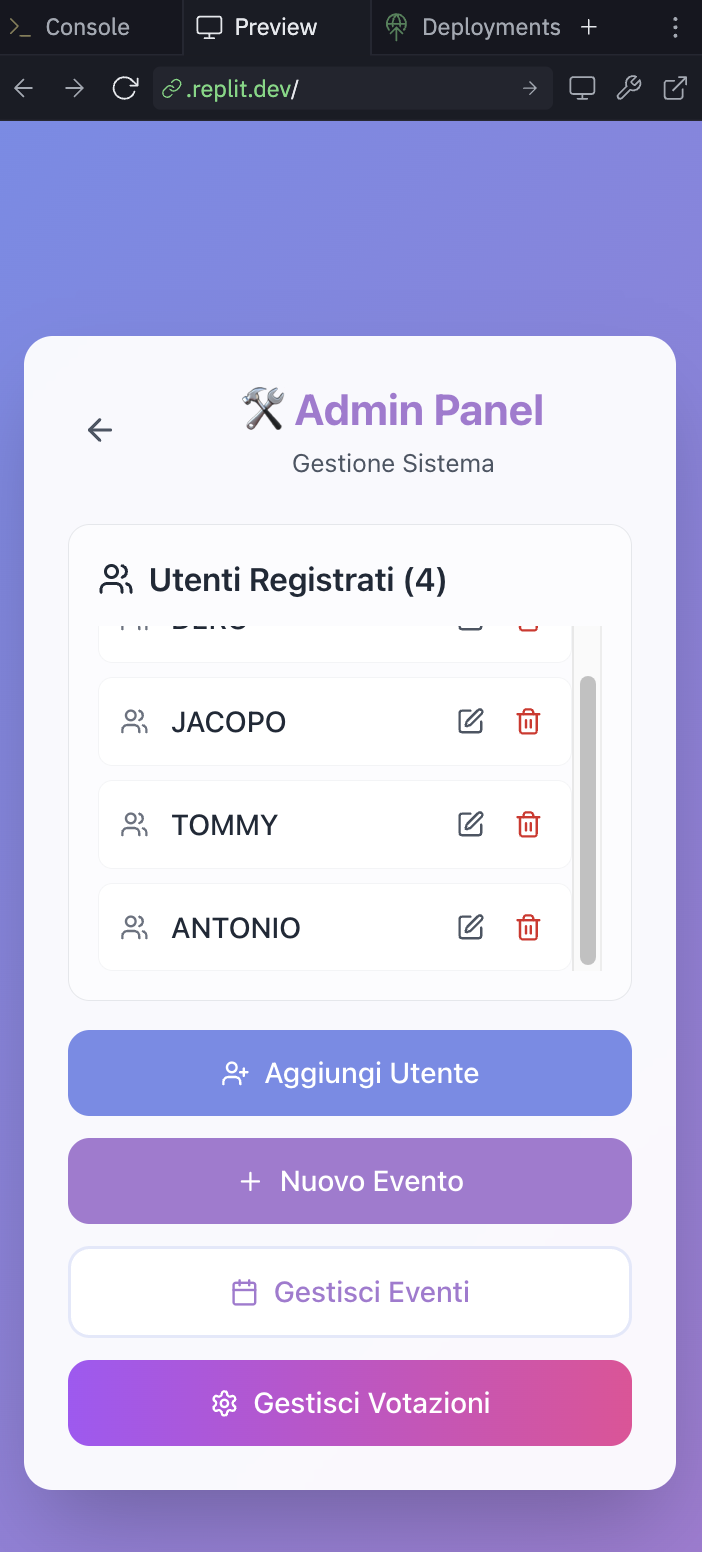 Console
Preview
Deployments
.replit.dev/
Admin Panel
Gestione Sistema
Utenti Registrati (4)
JACOPO
TOMMY
ANTONIO
Aggiungi Utente
Nuovo Evento
Gestisci Eventi
Gestisci Votazioni